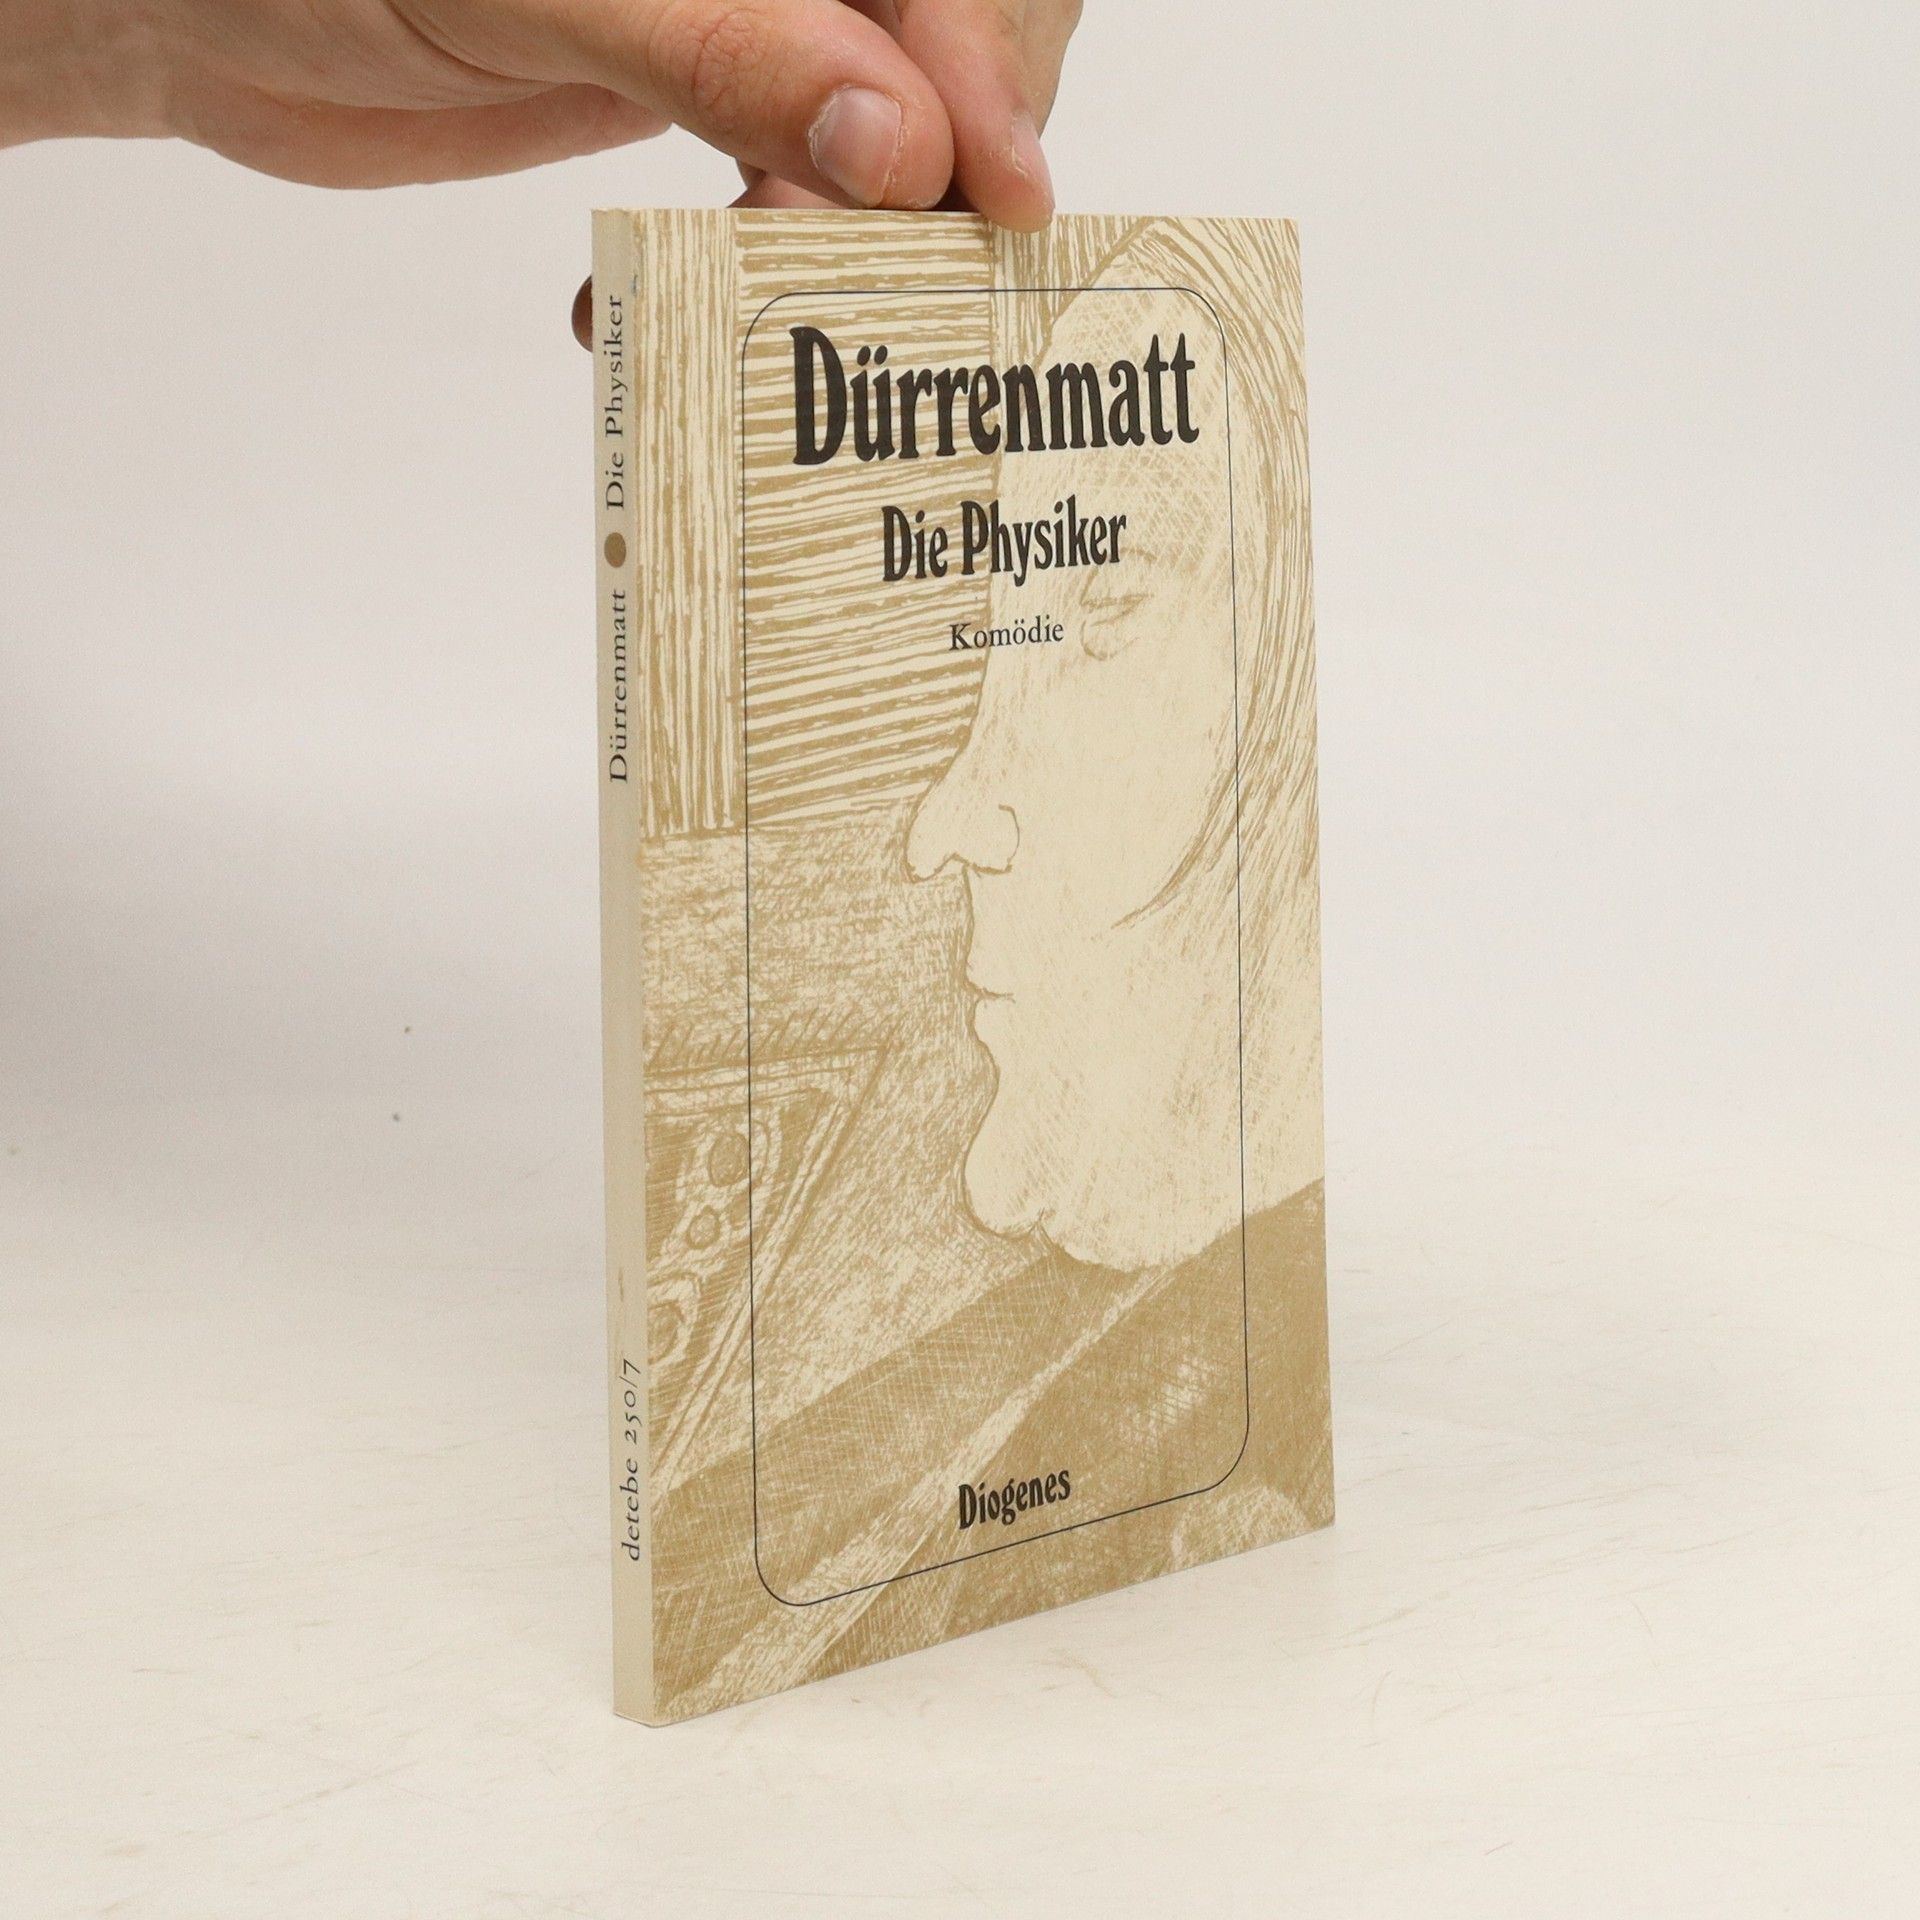 Dürrenmatt
Die Physiker
Komödie
Diogenes
detebe 250/7 Dürrenmatt ● Die Physiker